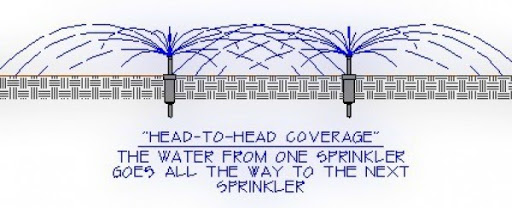 "HEAD-TO-HEAD COVERAGE"
THE WATER FROM ONE SPRINKLER
GOES ALL THE WAY TO THE NEXT
SPRINKLER